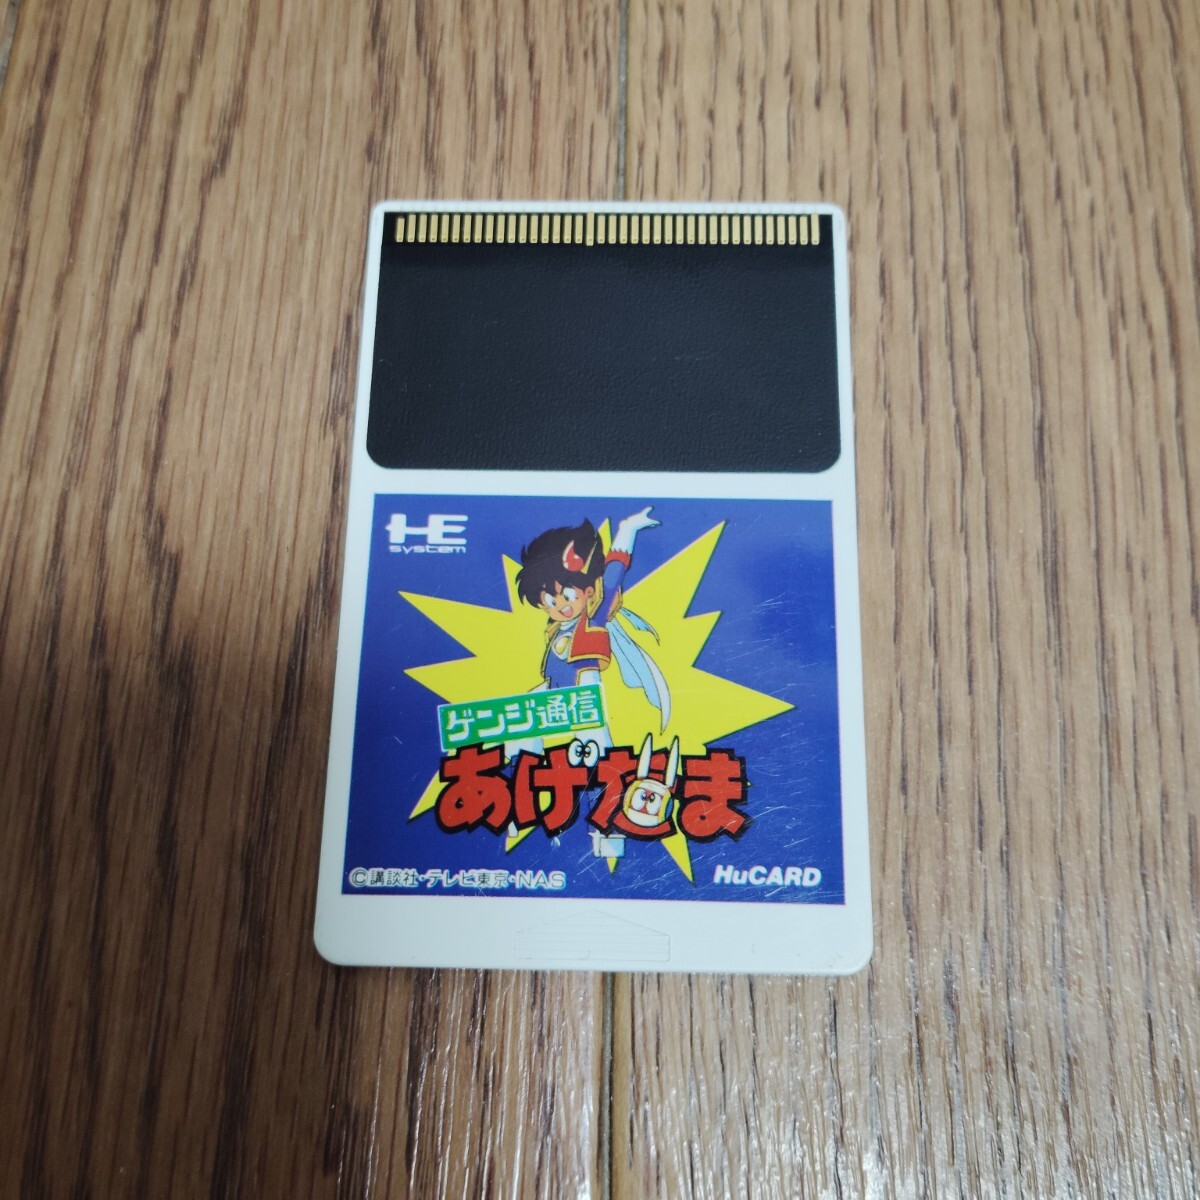 HE
system
ゲンジ通信
あげだま
©講談社・テレビ東京・NAS
HuCARD